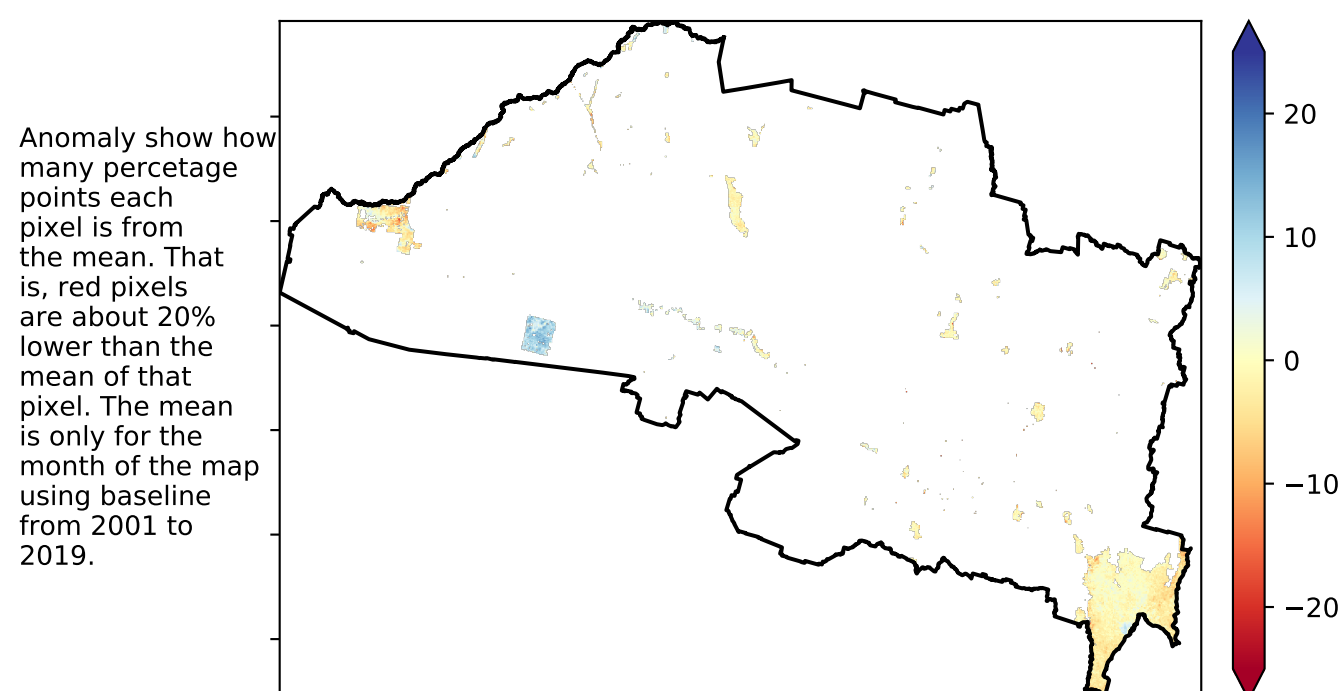 Anomaly show how
many percetage
points each
pixel is from
the mean. That
is, red pixels
are about 20%
lower than the
mean of that
pixel. The mean
is only for the
month of the map
using baseline
from 2001 to
2019.
20
10
0
−10
−20